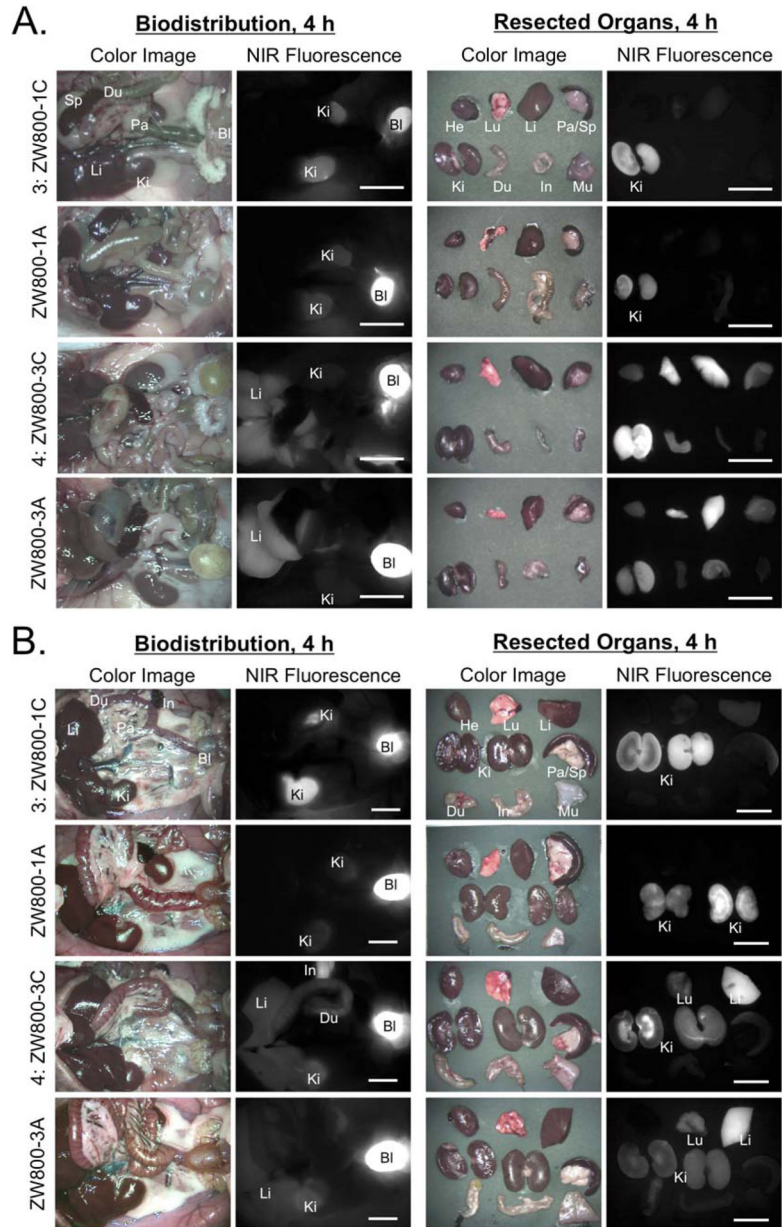 A.
Biodistribution, 4 h
Resected Organs, 4 h
Color Image
NIR Fluorescence
Color Image
NIR Fluorescence
3: ZW800-1C
Sp
Du
Pa
Bl
Li
Ki
Ki
Bl
Ki
He
Lu
Li
Pa/Sp
Ki
Du
In
Mu
Ki
ZW800-1A
Ki
Bl
Ki
Ki
4: ZW800-3C
Ki
Bl
Li
ZW800-3A
Li
Bl
Ki
B.
Biodistribution, 4 h
Resected Organs, 4 h
Color Image
NIR Fluorescence
Color Image
NIR Fluorescence
3: ZW800-1C
Du
In
Li
Pa
Bl
Ki
Ki
Bl
Ki
He
Lu
Li
Ki
Pa/Sp
Du
In
Mu
Ki
ZW800-1A
Ki
Bl
Ki
Ki
Ki
4: ZW800-3C
In
Li
Du
Bl
Ki
Lu
Li
Ki
ZW800-3A
Bl
Li
Ki
Lu
Li
Ki